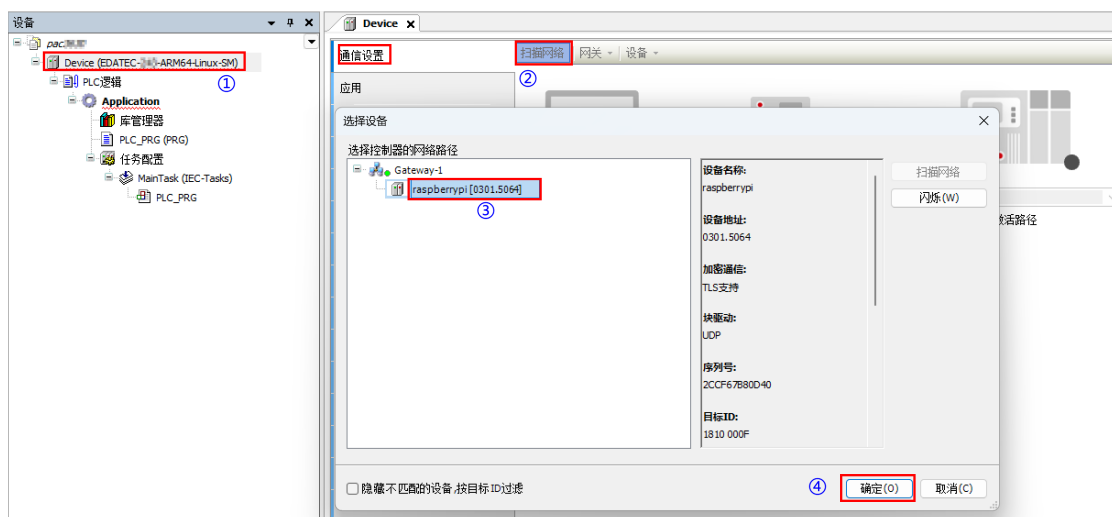 设备
Device
pac
Device (EDATEC- -ARM64-Linux-SM)
①
PLC逻辑
Application
库管理器
PLC_PRG (PRG)
任务配置
MainTask (IEC-Tasks)
PLC_PRG
通信设置
扫描网络
网关
设备
②
应用
选择设备
选择控制器的网络路径
Gateway-1
raspberrypi [0301.5064]
③
设备名称:
raspberrypi
设备地址:
0301.5064
加密通信:
TLS支持
块驱动:
UDP
序列号:
2CCF67B80D40
目标ID:
1810 000F
扫描网络
闪烁(W)
激活路径
隐藏不匹配的设备,按目标ID过滤
④
确定(O)
取消(C)